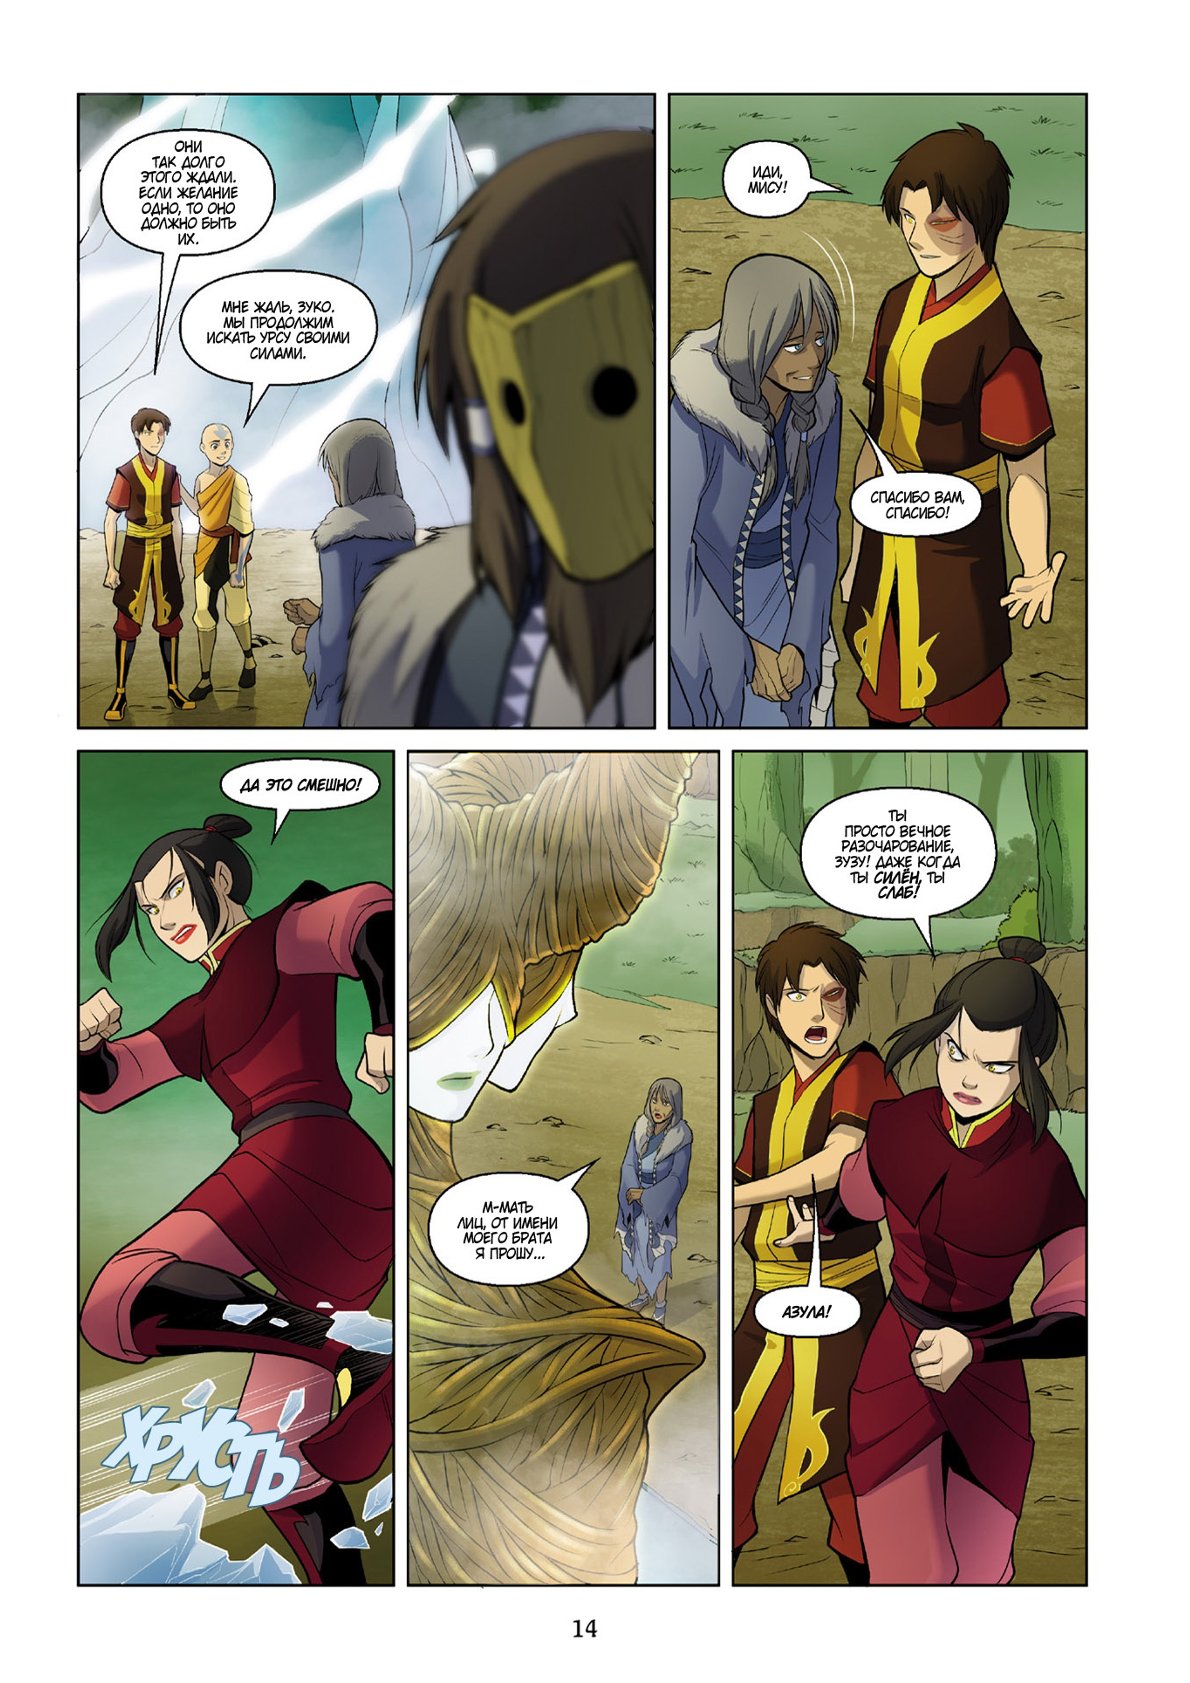 ОНИ
ТАК ДОЛГО
ЭТОГО ЖДАЛИ.
ЕСЛИ ЖЕЛАНИЕ
ОДНО, ТО ОНО
ДОЛЖНО БЫТЬ
ИХ.
МНЕ ЖАЛЬ, ЗУКО.
МЫ ПРОДОЛЖИМ
ИСКАТЬ УРСУ СВОИМИ
СИЛАМИ.
ИДИ,
МИСУ!
СПАСИБО ВАМ,
СПАСИБО!
ДА ЭТО СМЕШНО!
ХРУСТЬ
М-МАТЬ
ЛИЦ, ОТ ИМЕНИ
МОЕГО БРАТА
Я ПРОШУ...
ТЫ
ПРОСТО ВЕЧНОЕ
РАЗОЧАРОВАНИЕ,
ЗУЗУ! ДАЖЕ КОГДА
ТЫ СИЛЁН, ТЫ
СЛАБ!
АЗУЛА!
14